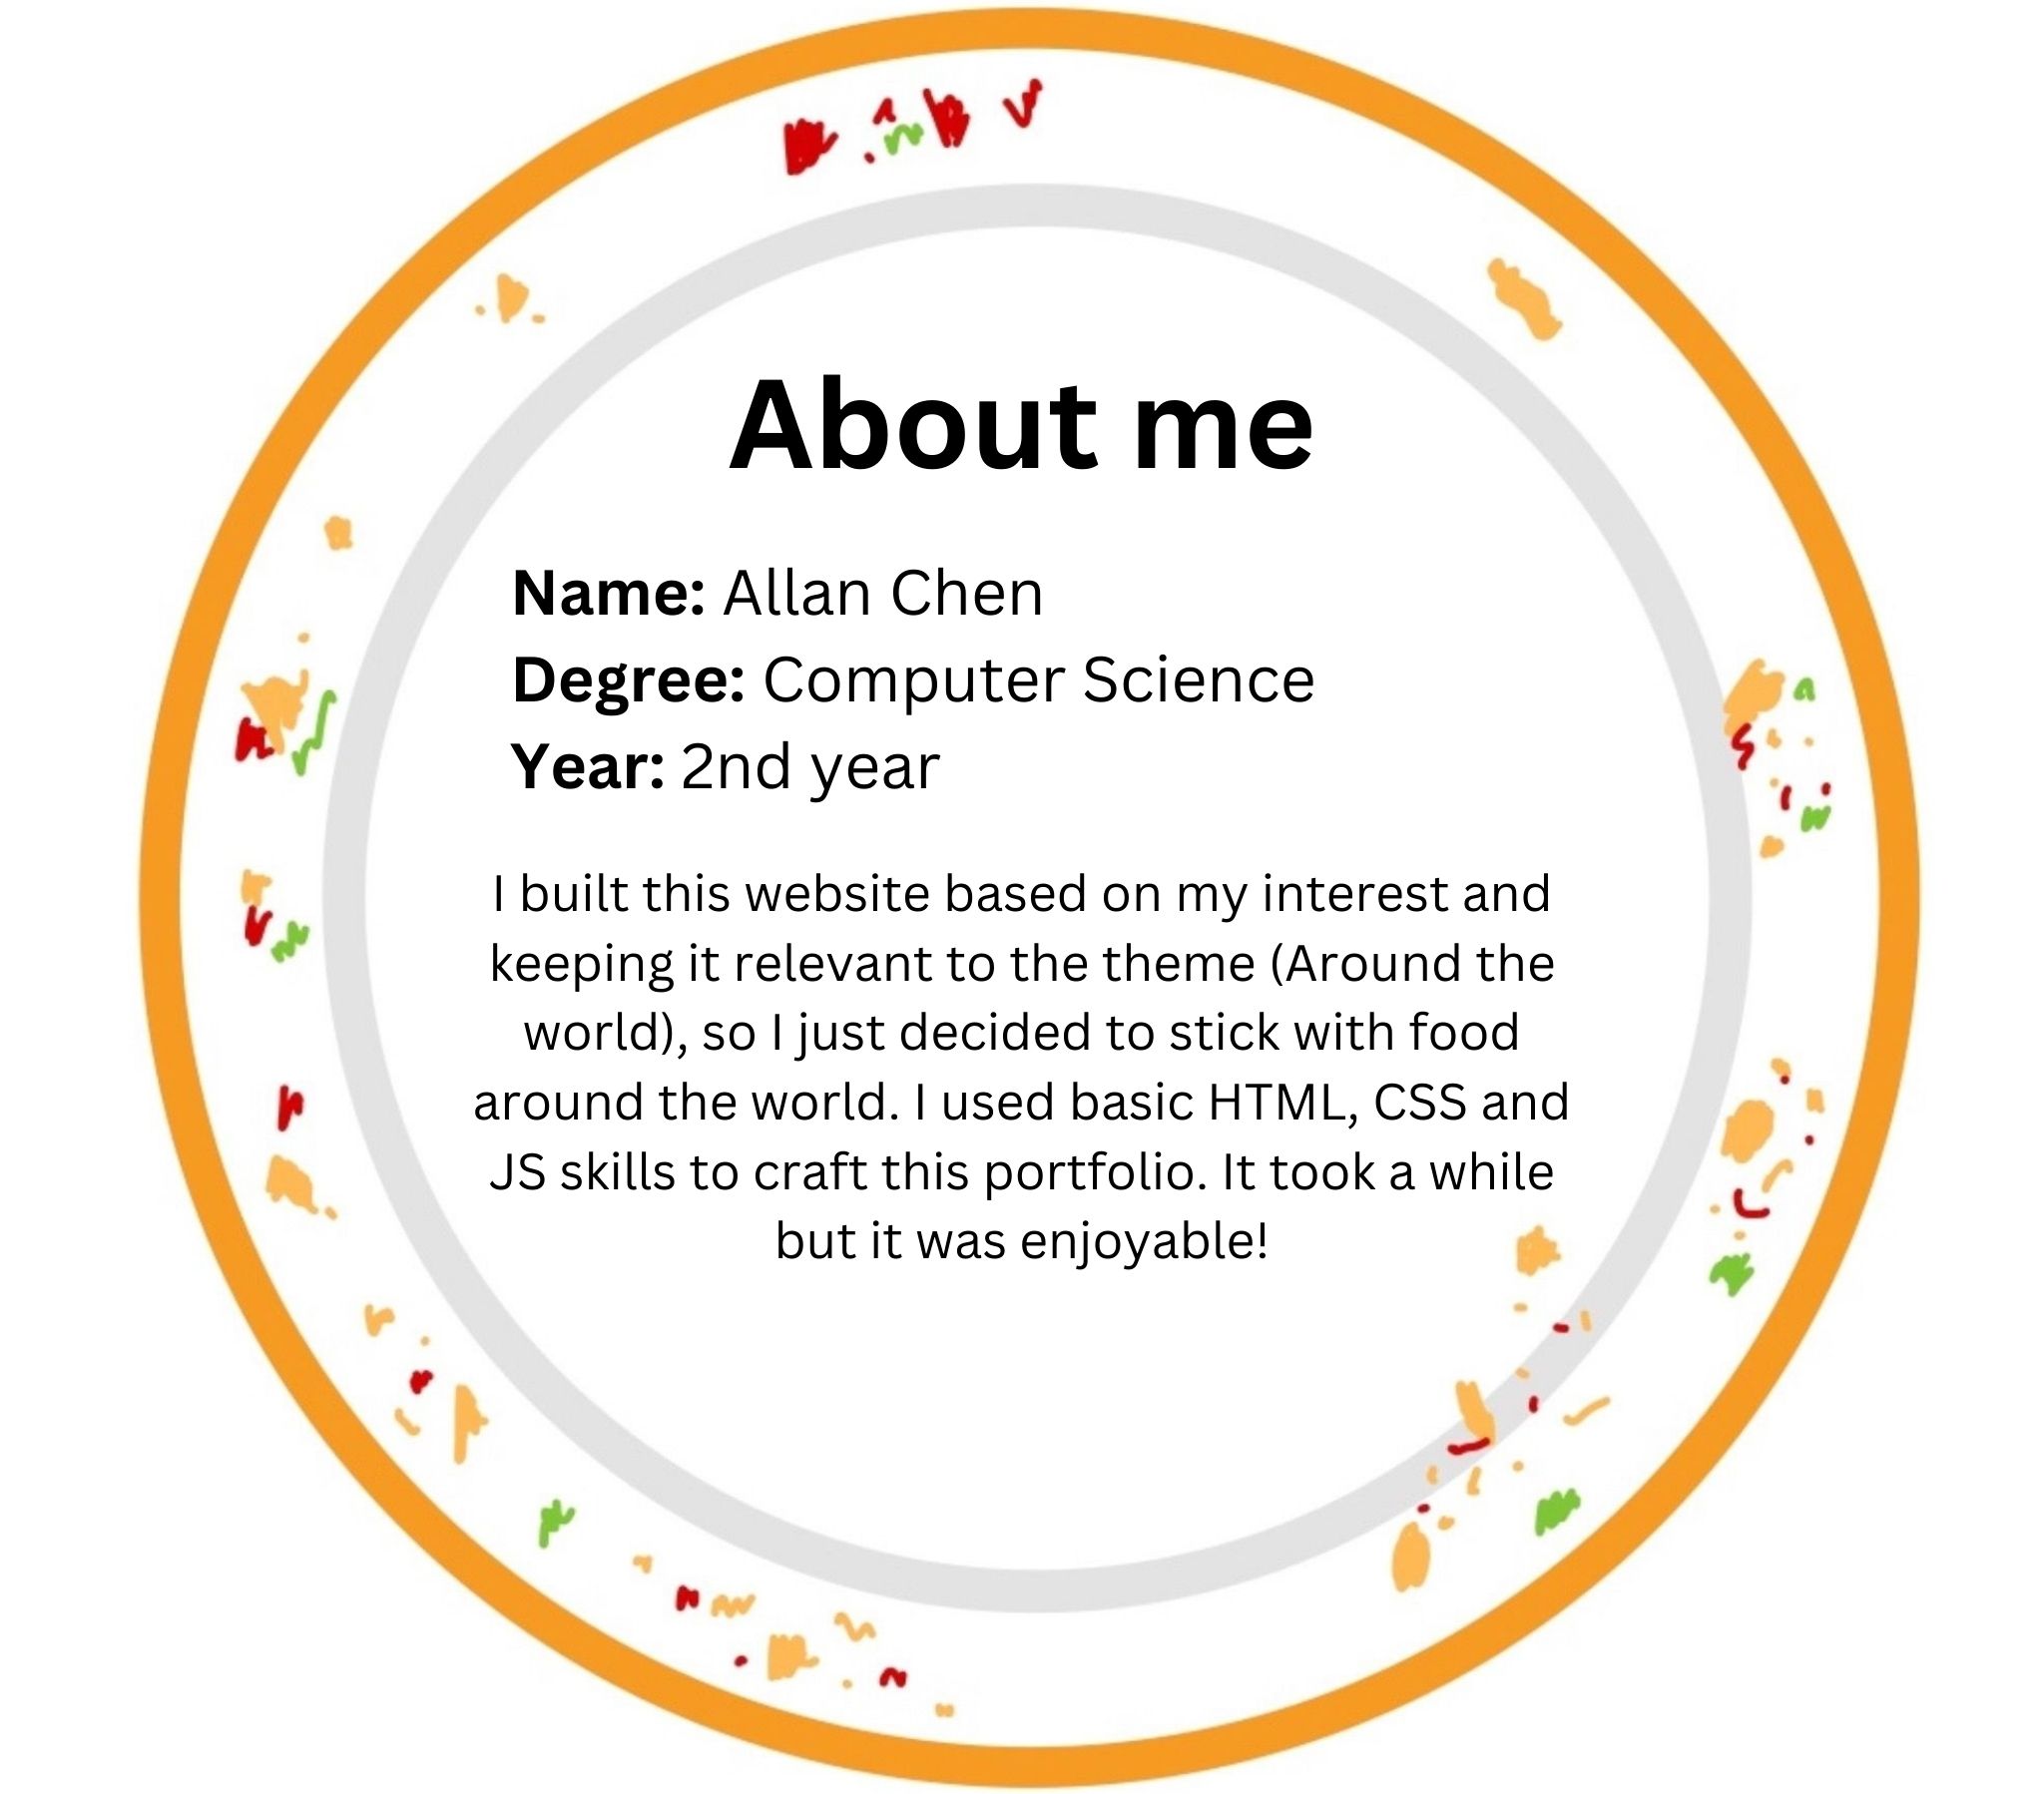 About me
Name: Allan Chen
Degree: Computer Science
Year: 2nd year
I built this website based on my interest and
keeping it relevant to the theme (Around the
world), so I just decided to stick with food
around the world. I used basic HTML, CSS and
JS skills to craft this portfolio. It took a while
but it was enjoyable!